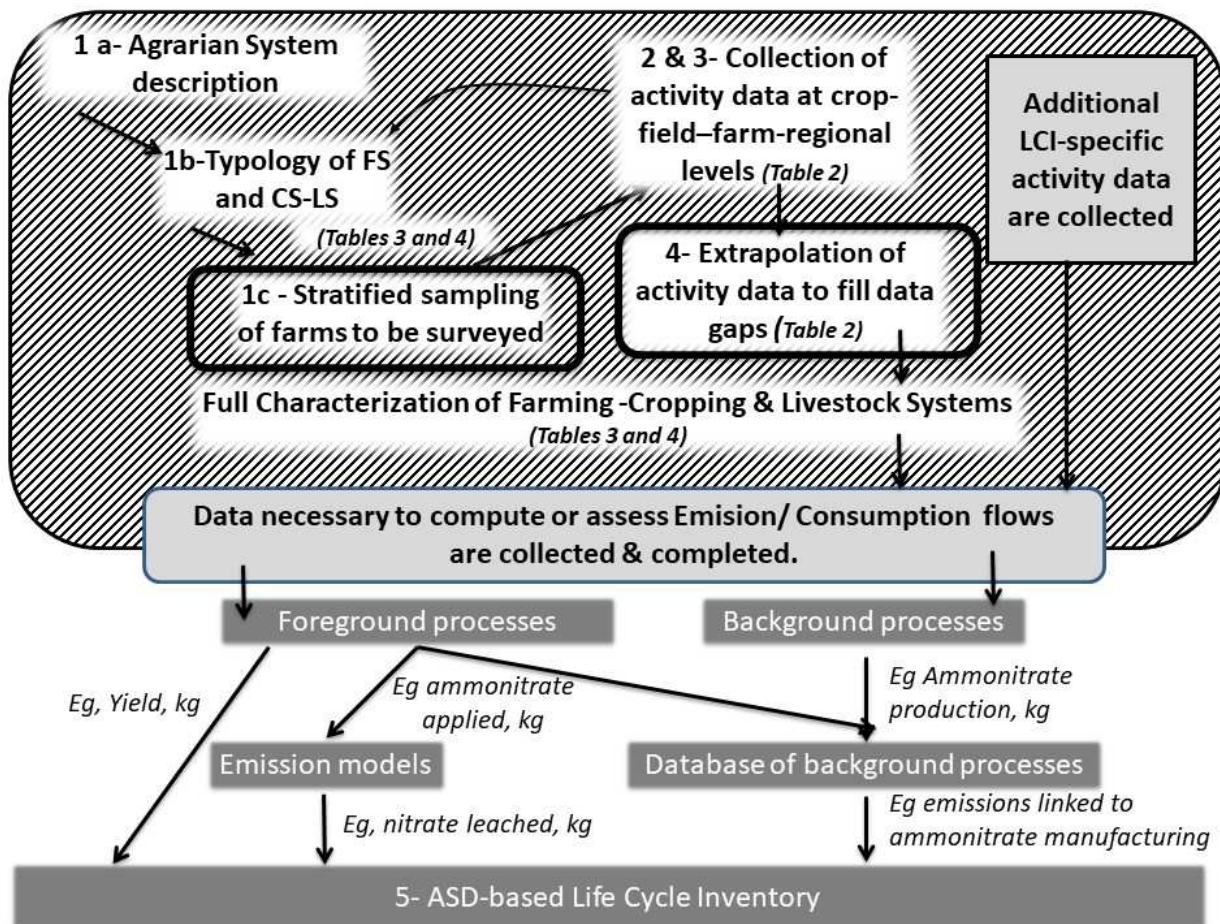 1 a- Agrarian System
description
2 & 3- Collection of
activity data at crop-
field–farm-regional
levels (Table 2)
Additional
LCI-specific
activity data
are collected
1b-Typology of FS
and CS-LS
(Tables 3 and 4)
1c - Stratified sampling
of farms to be surveyed
4- Extrapolation of
activity data to fill data
gaps (Table 2)
Full Characterization of Farming -Cropping & Livestock Systems
(Tables 3 and 4)
Data necessary to compute or assess Emision/ Consumption flows
are collected & completed.
Foreground processes
Background processes
Eg, Yield, kg
Eg ammonitrate
applied, kg
Eg Ammonitrate
production, kg
Emission models
Database of background processes
Eg, nitrate leached, kg
Eg emissions linked to
ammonitrate manufacturing
5- ASD-based Life Cycle Inventory